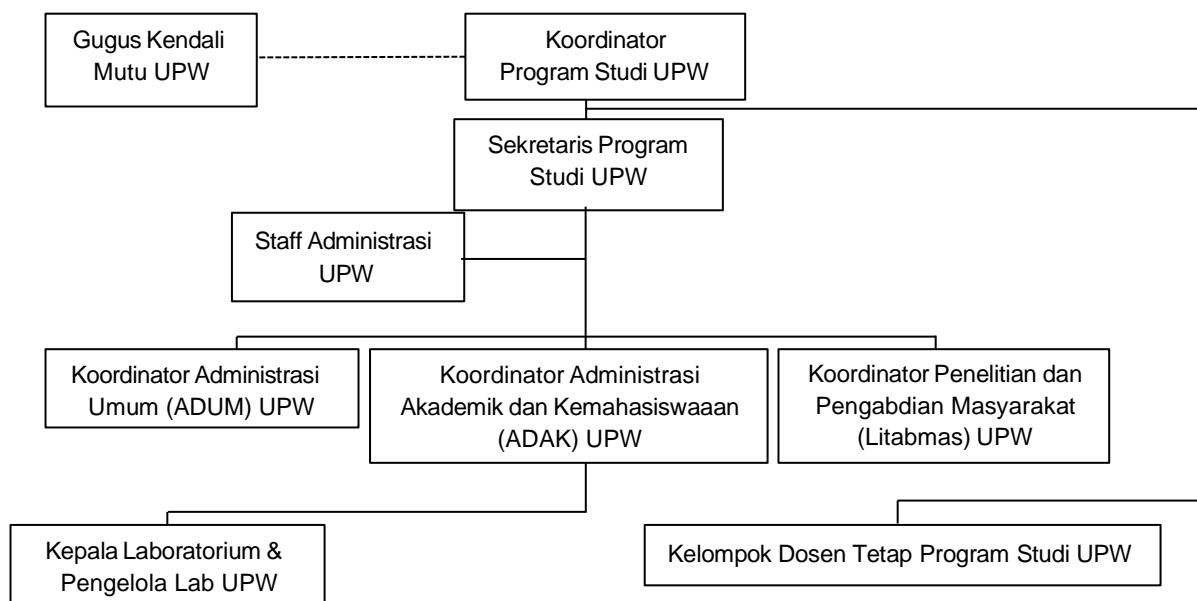 Gugus Kendali
Mutu UPW
Koordinator
Program Studi UPW
Sekretaris Program
Studi UPW
Staff Administrasi
UPW
Koordinator Administrasi
Umum (ADUM) UPW
Koordinator Administrasi
Akademik dan Kemahasiswaaan
(ADAK) UPW
Koordinator Penelitian dan
Pengabdian Masyarakat
(Litabmas) UPW
Kepala Laboratorium &
Pengelola Lab UPW
Kelompok Dosen Tetap Program Studi UPW